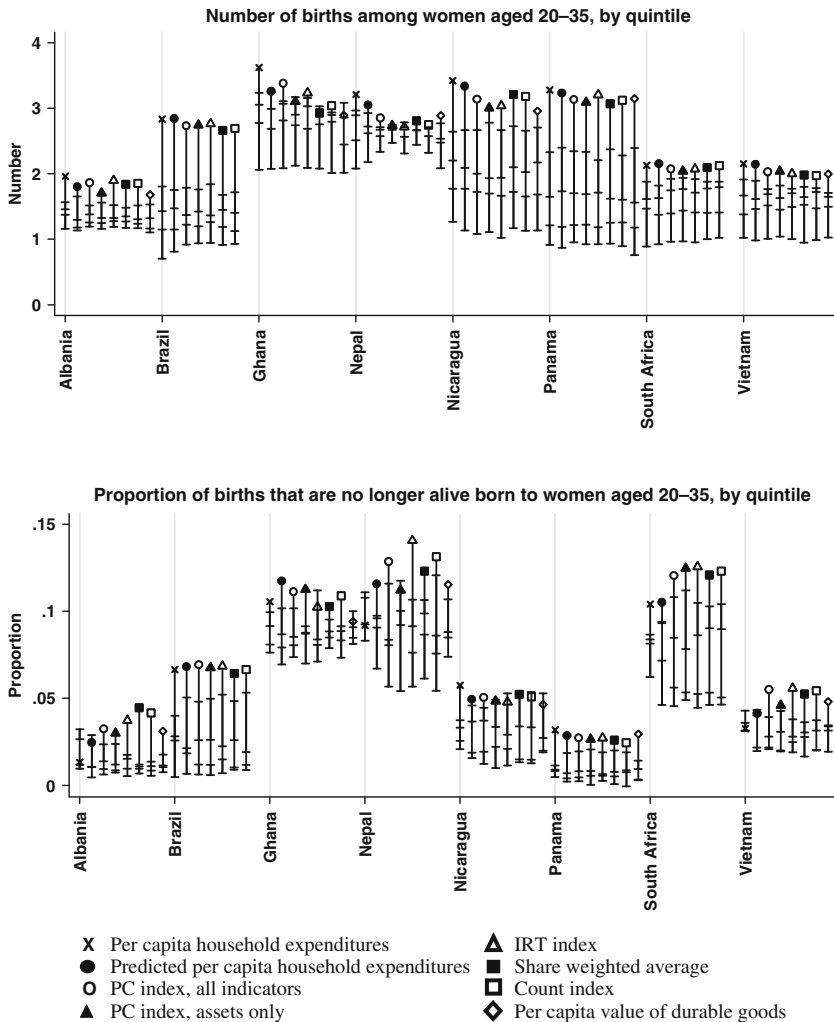 Number of births among women aged 20–35, by quintile
4
3
2
1
0
Number
Albania
Brazil
Ghana
Nepal
Nicaragua
Panama
South Africa
Vietnam
Proportion of births that are no longer alive born to women aged 20–35, by quintile
.15
.1
.05
0
Proportion
Albania
Brazil
Ghana
Nepal
Nicaragua
Panama
South Africa
Vietnam
Per capita household expenditures
Predicted per capita household expenditures
PC index, all indicators
PC index, assets only
IRT index
Share weighted average
Count index
Per capita value of durable goods